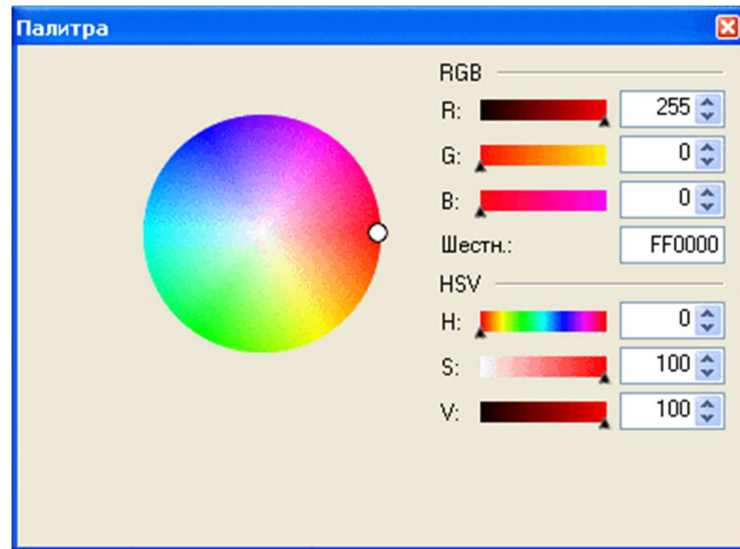 Палитра
RGB
R: 255
G: 0
B: 0
Шестн.: FF0000
HSV
H: 0
S: 100
V: 100